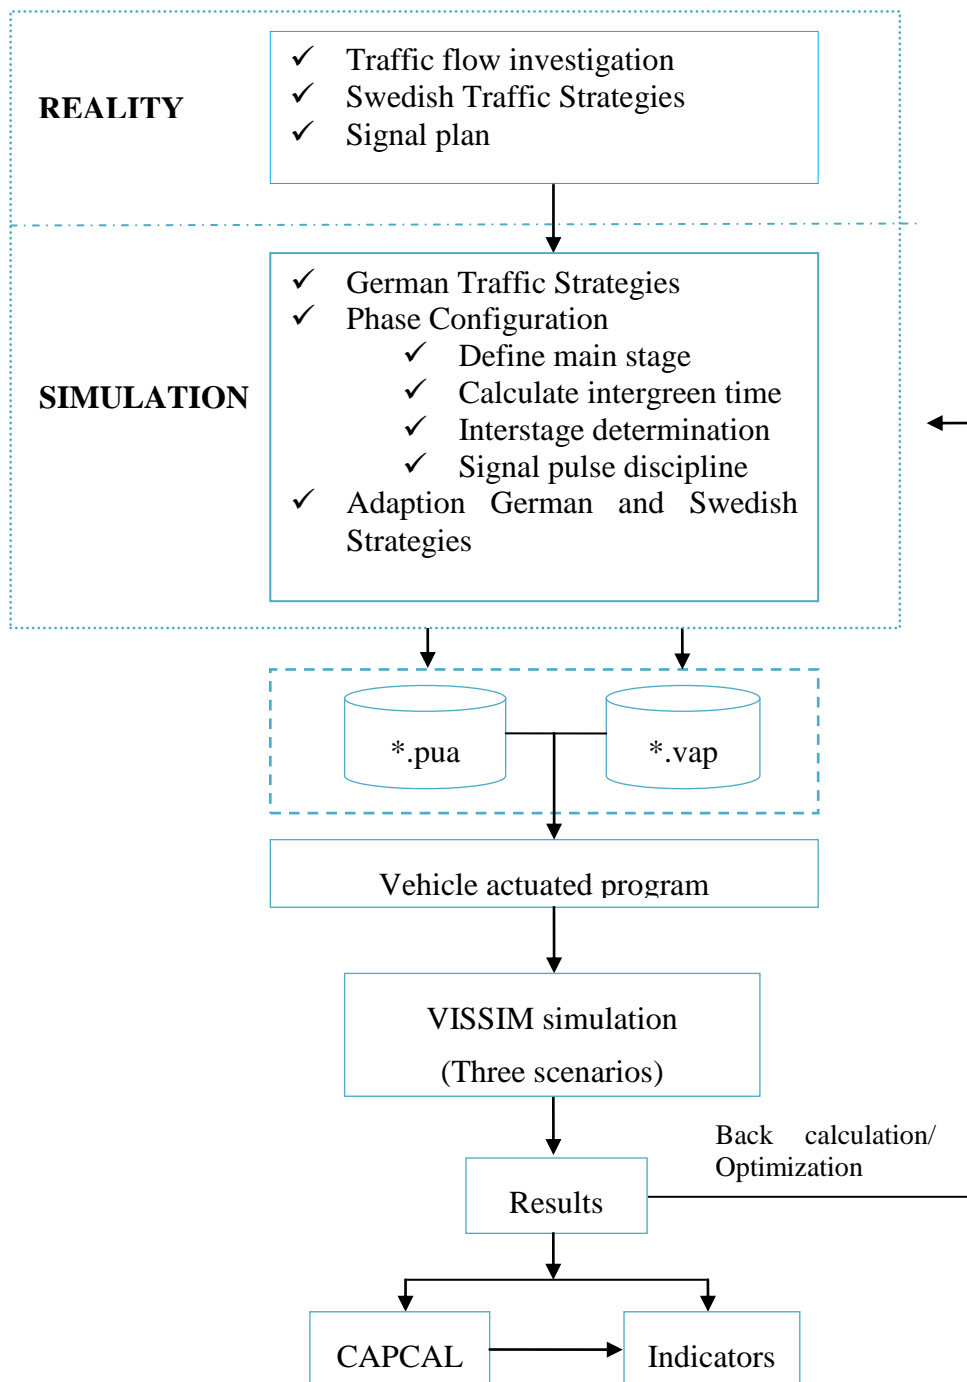 REALITY
✓ Traffic flow investigation
✓ Swedish Traffic Strategies
✓ Signal plan
SIMULATION
✓ German Traffic Strategies
✓ Phase Configuration
✓ Define main stage
✓ Calculate intergreen time
✓ Interstage determination
✓ Signal pulse discipline
✓ Adaption German and Swedish
Strategies
*.pua
*.vap
Vehicle actuated program
VISSIM simulation
(Three scenarios)
Back calculation/
Optimization
Results
CAPCAL
Indicators